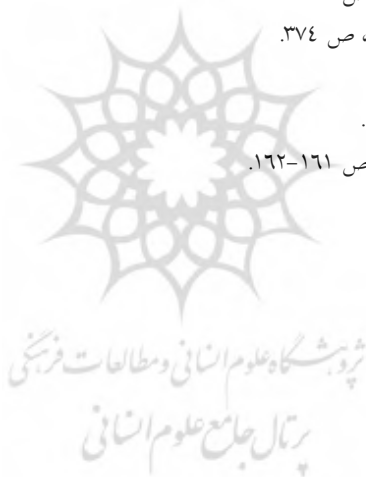 ، ص ٣٧٤.
.
ص ١٦١-١٦٢.
پژوهشگاه علوم انسانی و مطالعات فرهنگی
پرتال جامع علوم انسانی